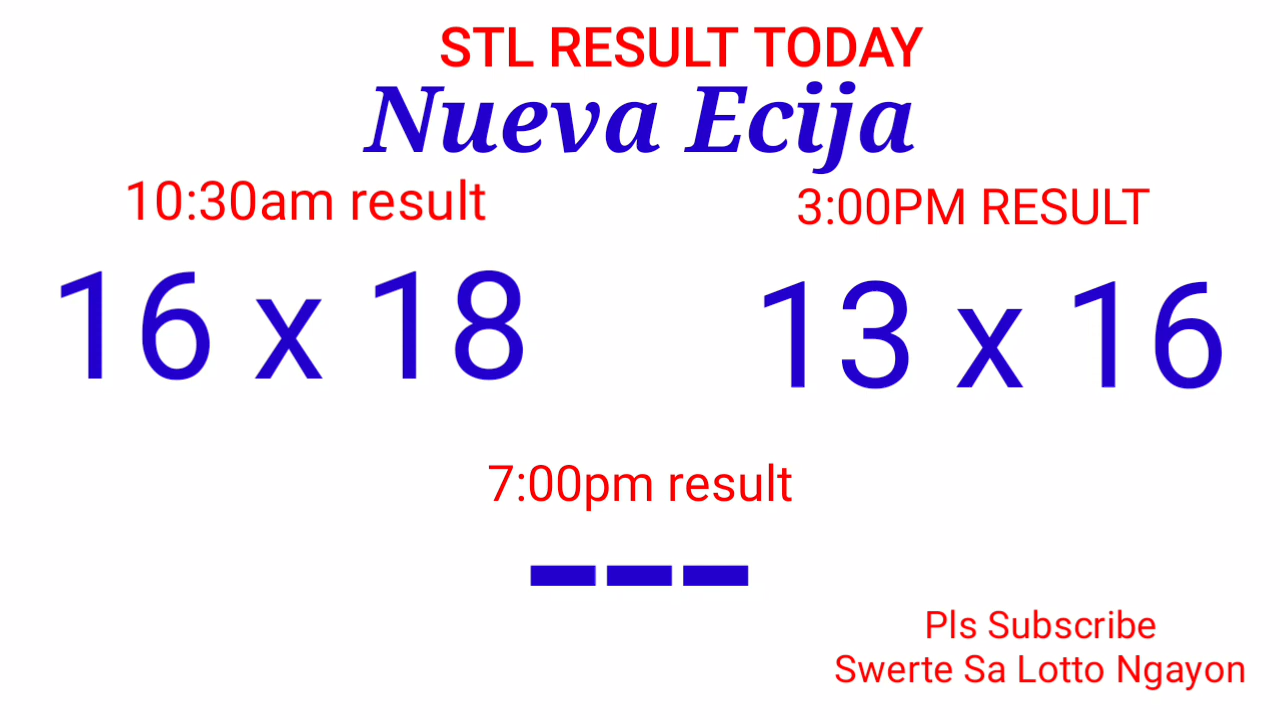 STL RESULT TODAY
Nueva Ecija
10:30am result
16 x 18
3:00PM RESULT
13 x 16
7:00pm result
---
Pls Subscribe
Swerte Sa Lotto Ngayon